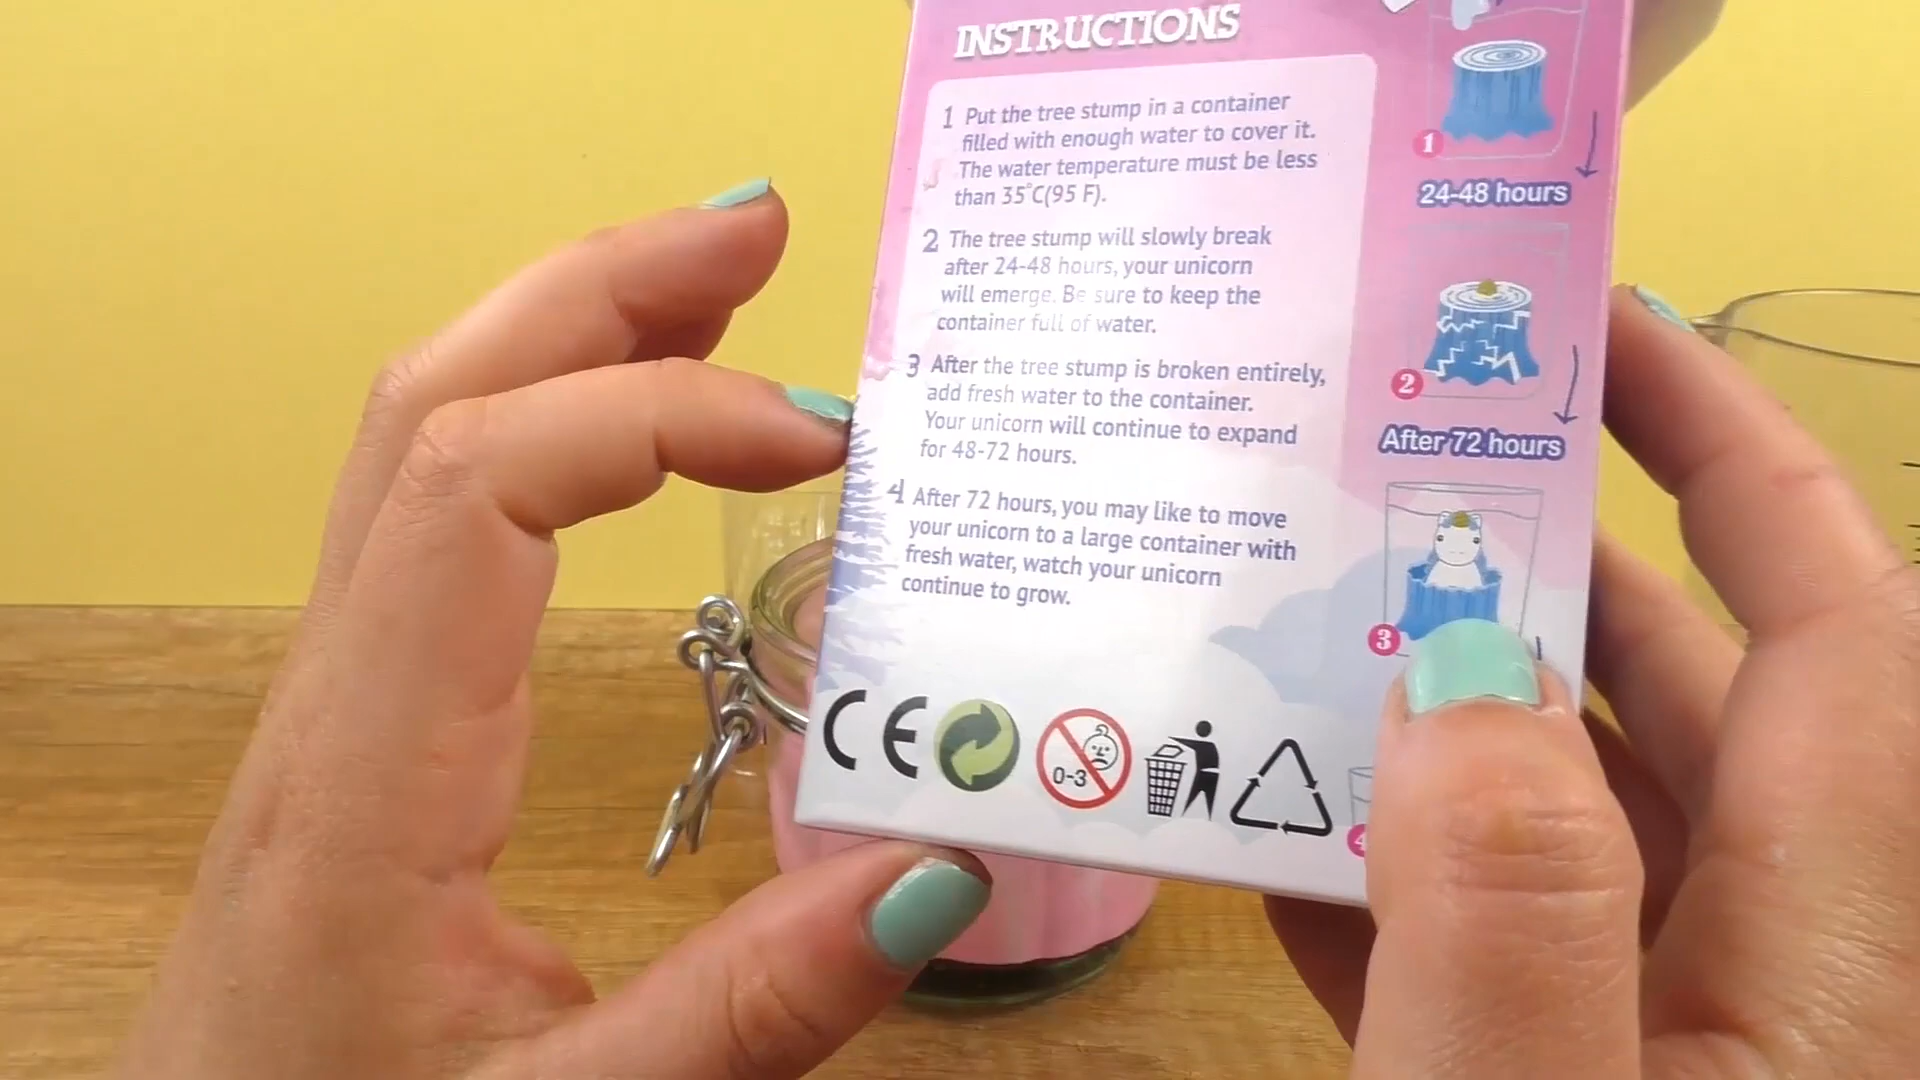 INSTRUCTIONS
1 Put the tree stump in a container
filled with enough water to cover it.
The water temperature must be less
than 35°C(95 F).
2 The tree stump will slowly break
after 24-48 hours, your unicorn
will emerge. Be sure to keep the
container full of water.
3 After the tree stump is broken entirely,
add fresh water to the container.
Your unicorn will continue to expand
for 48-72 hours.
4 After 72 hours, you may like to move
your unicorn to a large container with
fresh water, watch your unicorn
continue to grow.
1
24-48 hours
2
After 72 hours
3
4
CE
0-3